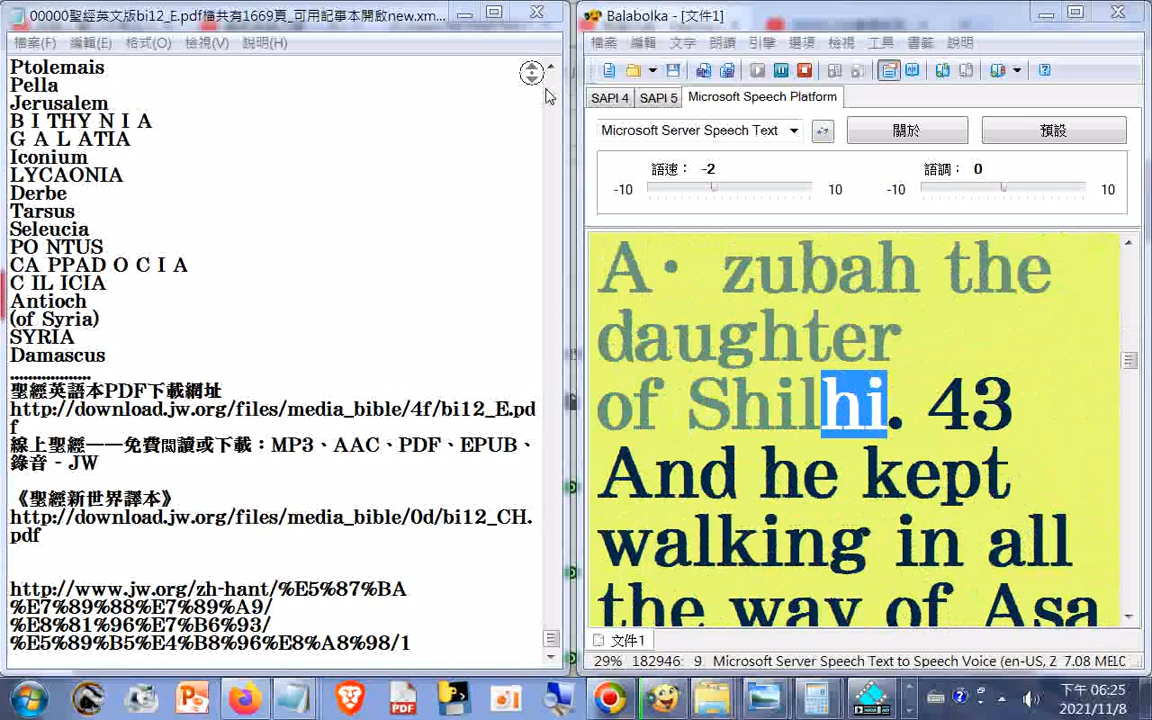 00000聖經英文版bi12_E.pdf檔共有1669頁_可用記事本開啟new.xm...
檔案(F) 編輯(E) 格式(O) 檢視(V) 說明(H)
Ptolemais
Pella
Jerusalem
B I THY N I A
G A L ATIA
Iconium
LYCAONIA
Derbe
Tarsus
Seleucia
PO NTUS
CA PPAD O C I A
C IL ICIA
Antioch
(of Syria)
SYRIA
Damascus
..................
聖經英語本PDF下載網址
http://download.jw.org/files/media_bible/4f/bi12_E.pd
f
線上聖經——免費閱讀或下載：MP3、AAC、PDF、EPUB、
錄音 - JW
《聖經新世界譯本》
http://download.jw.org/files/media_bible/0d/bi12_CH.
pdf
http://www.jw.org/zh-hant/%E5%87%BA
%E7%89%88%E7%89%A9/
%E8%81%96%E7%B6%93/
%E5%89%B5%E4%B8%96%E8%A8%98/1
Balabolka - [文件1]
檔案 編輯 文字 朗讀 引擎 選項 檢視 工具 書籤 說明
SAPI 4 SAPI 5 Microsoft Speech Platform
Microsoft Server Speech Text 關於 預設
語速： -2 語調： 0
-10 10 -10 10
A· zubah the
daughter
of Shilhi. 43
And he kept
walking in all
the way of Asa
文件1
29% 182946: 9 Microsoft Server Speech Text to Speech Voice (en-US, Z 7.08 MELC
PDF
下午 06:25
2021/11/8